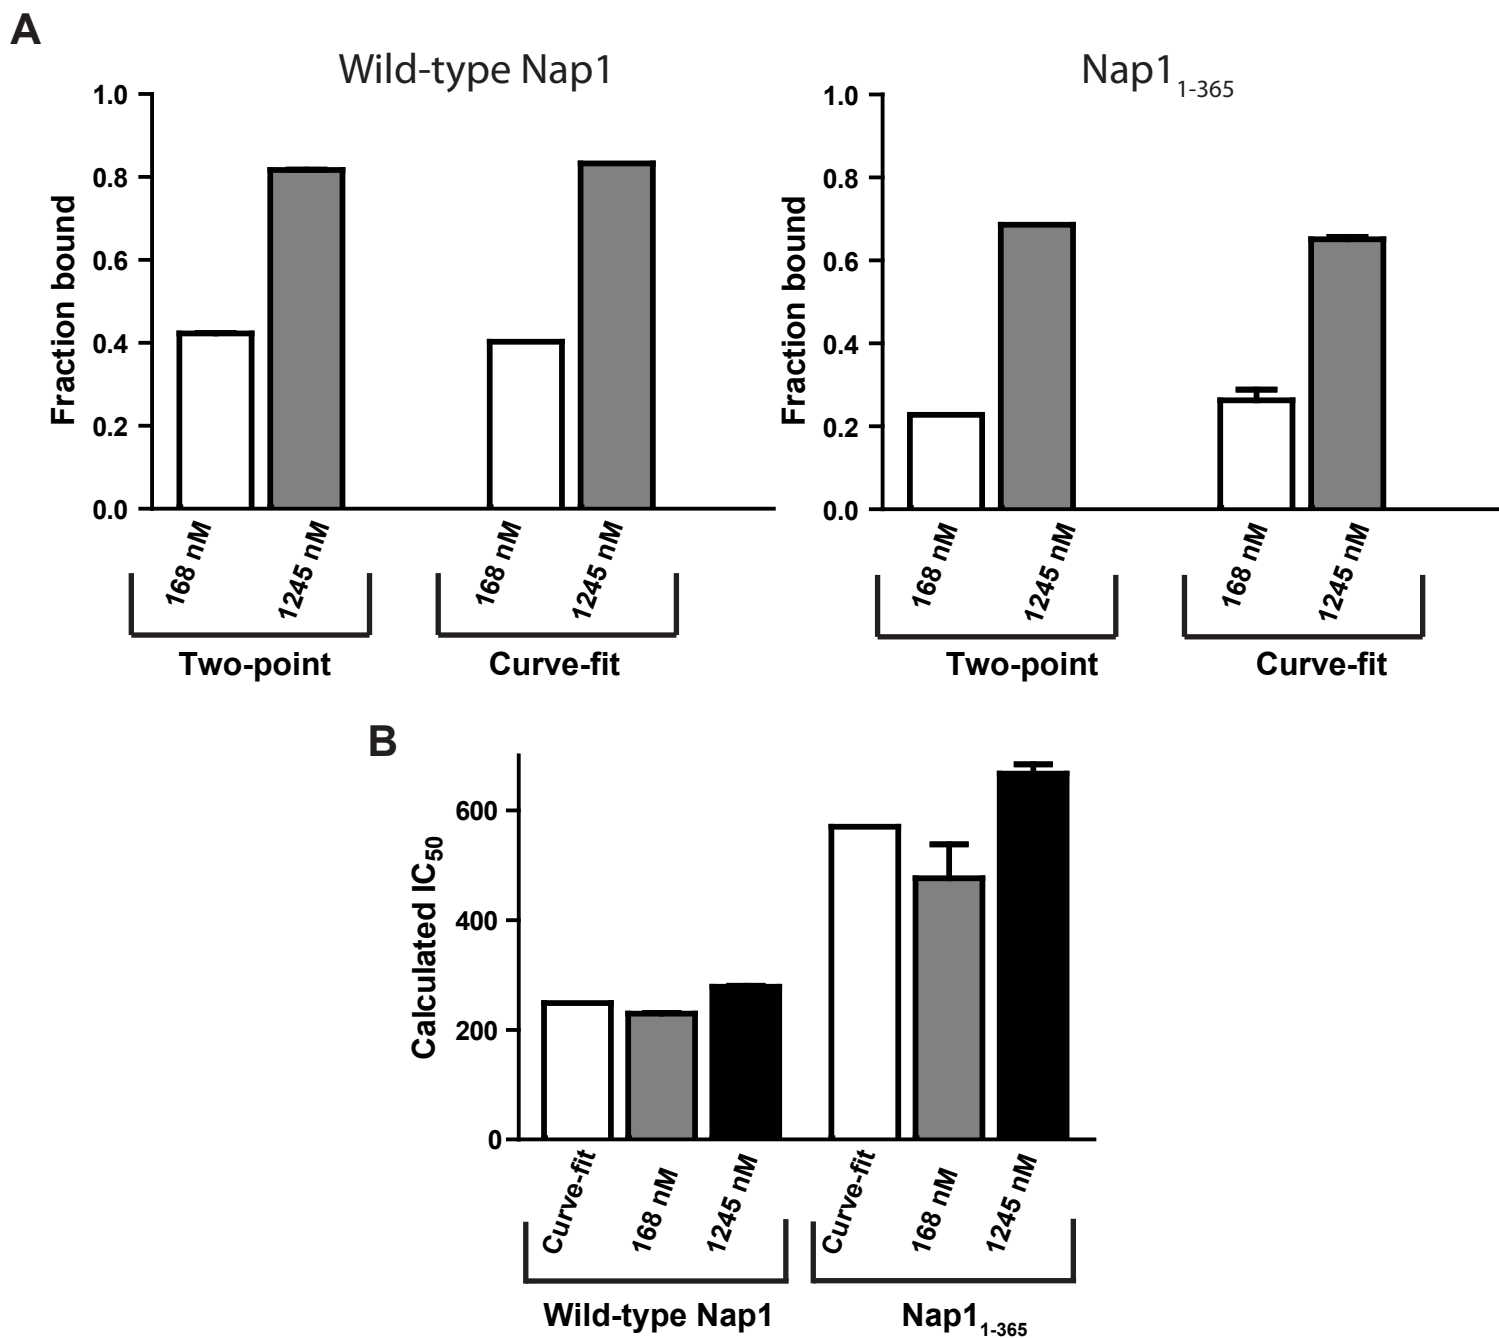 A
Wild-type Nap1
1.0
0.8
0.6
0.4
0.2
0.0
Fraction bound
168 nM
1245 nM
168 nM
1245 nM
Two-point
Curve-fit
Nap1 1-365
1.0
0.8
0.6
0.4
0.2
0.0
Fraction bound
168 nM
1245 nM
168 nM
1245 nM
Two-point
Curve-fit
B
600
400
200
0
Calculated IC50
Curve-fit
168 nM
1245 nM
Curve-fit
168 nM
1245 nM
Wild-type Nap1
Nap1 1-365